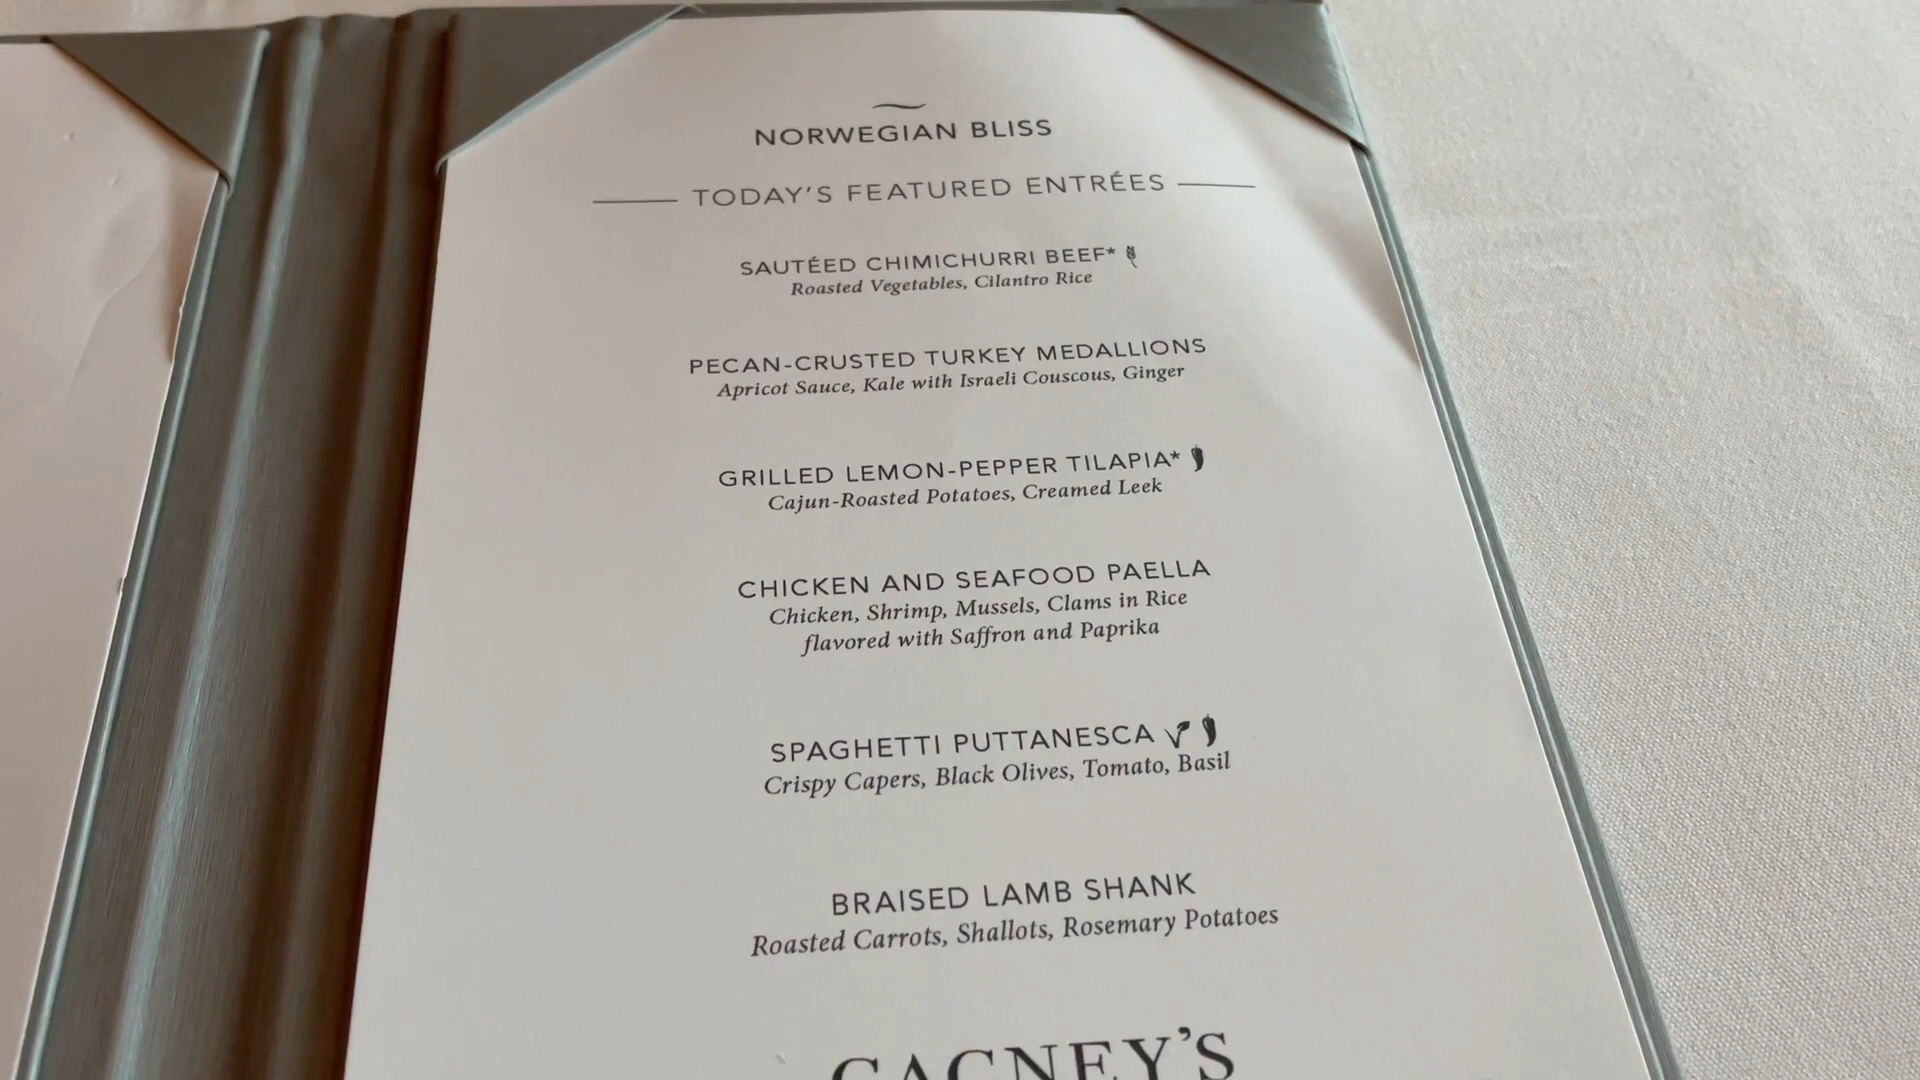 NORWEGIAN BLISS
TODAY'S FEATURED ENTRÉES
SAUTÉED CHIMICHURRI BEEF*
Roasted Vegetables, Cilantro Rice
PECAN-CRUSTED TURKEY MEDALLIONS
Apricot Sauce, Kale with Israeli Couscous, Ginger
GRILLED LEMON-PEPPER TILAPIA*
Cajun-Roasted Potatoes, Creamed Leek
CHICKEN AND SEAFOOD PAELLA
Chicken, Shrimp, Mussels, Clams in Rice
flavored with Saffron and Paprika
SPAGHETTI PUTTANESCA
Crispy Capers, Black Olives, Tomato, Basil
BRAISED LAMB SHANK
Roasted Carrots, Shallots, Rosemary Potatoes
CAGNEY'S